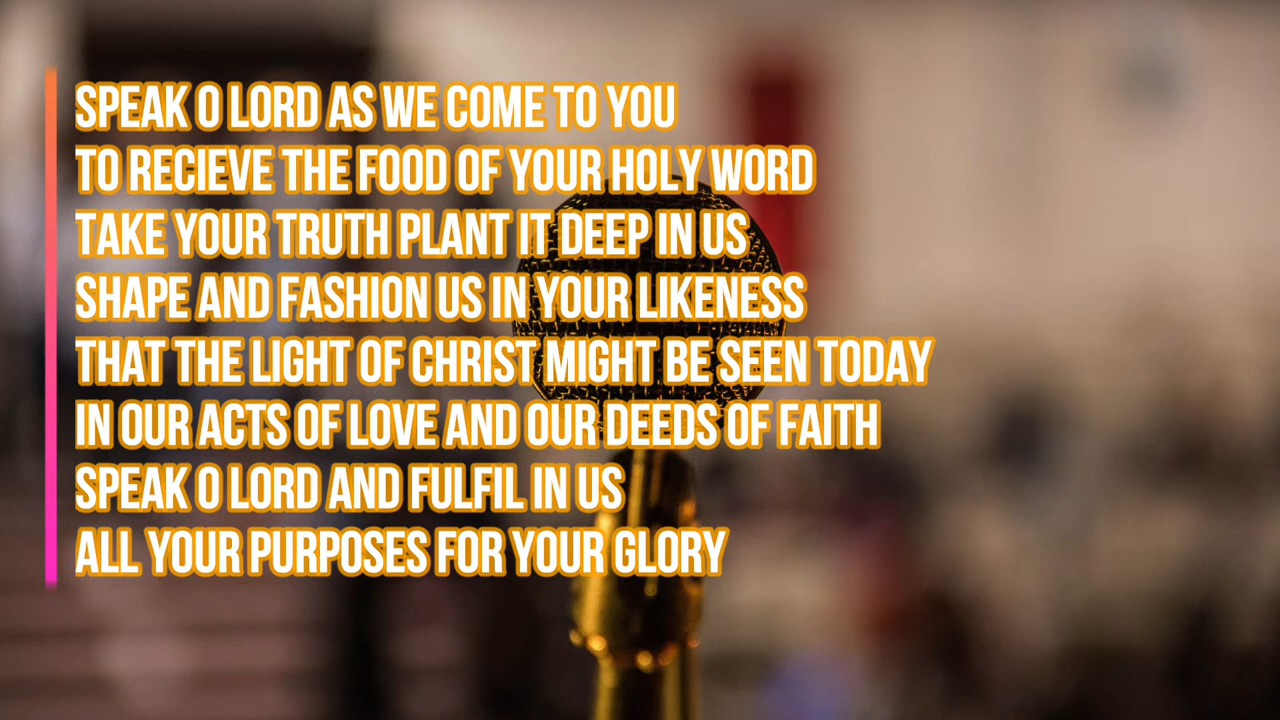 SPEAK O LORD AS WE COME TO YOU
TO RECIEVE THE FOOD OF YOUR HOLY WORD
TAKE YOUR TRUTH PLANT IT DEEP IN US
SHAPE AND FASHION US IN YOUR LIKENESS
THAT THE LIGHT OF CHRIST MIGHT BE SEEN TODAY
IN OUR ACTS OF LOVE AND OUR DEEDS OF FAITH
SPEAK O LORD AND FULFIL IN US
ALL YOUR PURPOSES FOR YOUR GLORY